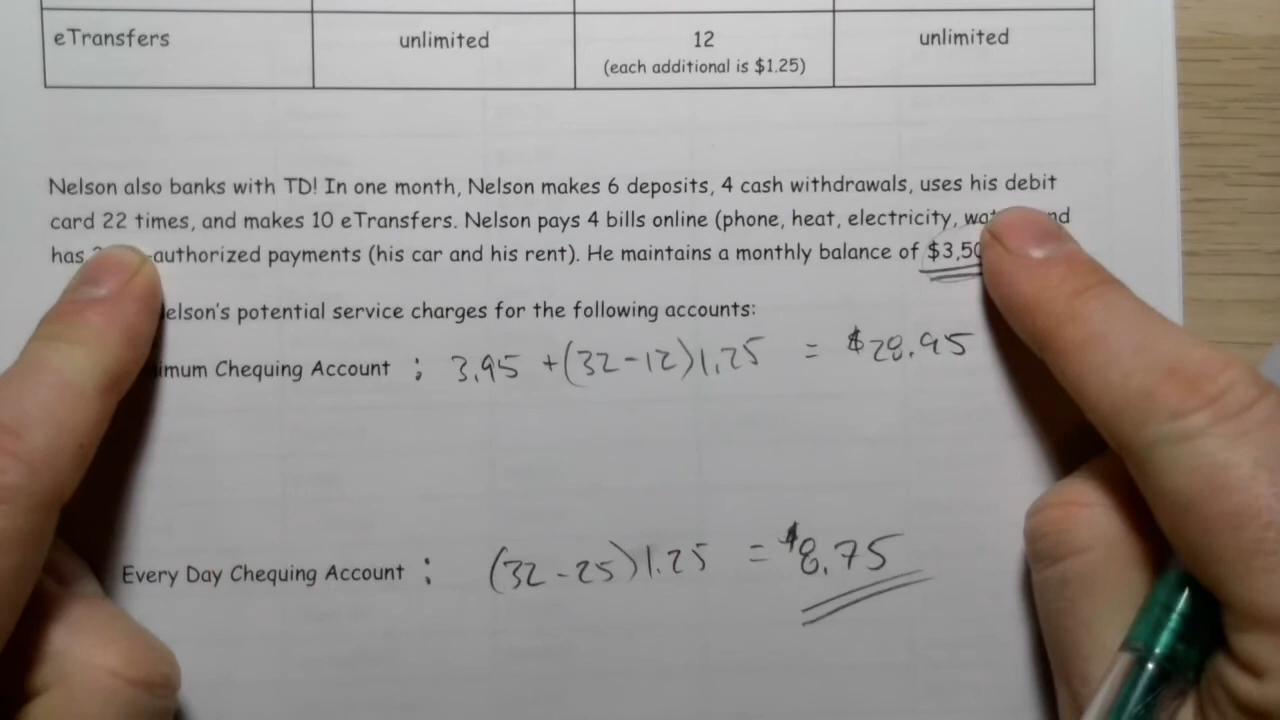 eTransfers unlimited 12 unlimited
(each additional is $1.25)
Nelson also banks with TD! In one month, Nelson makes 6 deposits, 4 cash withdrawals, uses his debit
card 22 times, and makes 10 eTransfers. Nelson pays 4 bills online (phone, heat, electricity,
has authorized payments (his car and his rent). He maintains a monthly balance of
potential service charges for the following accounts:
Chequing Account : 3.95 + (32-12)1.25 = $28.95
Every Day Chequing Account : (32-25)1.25 = $8.75